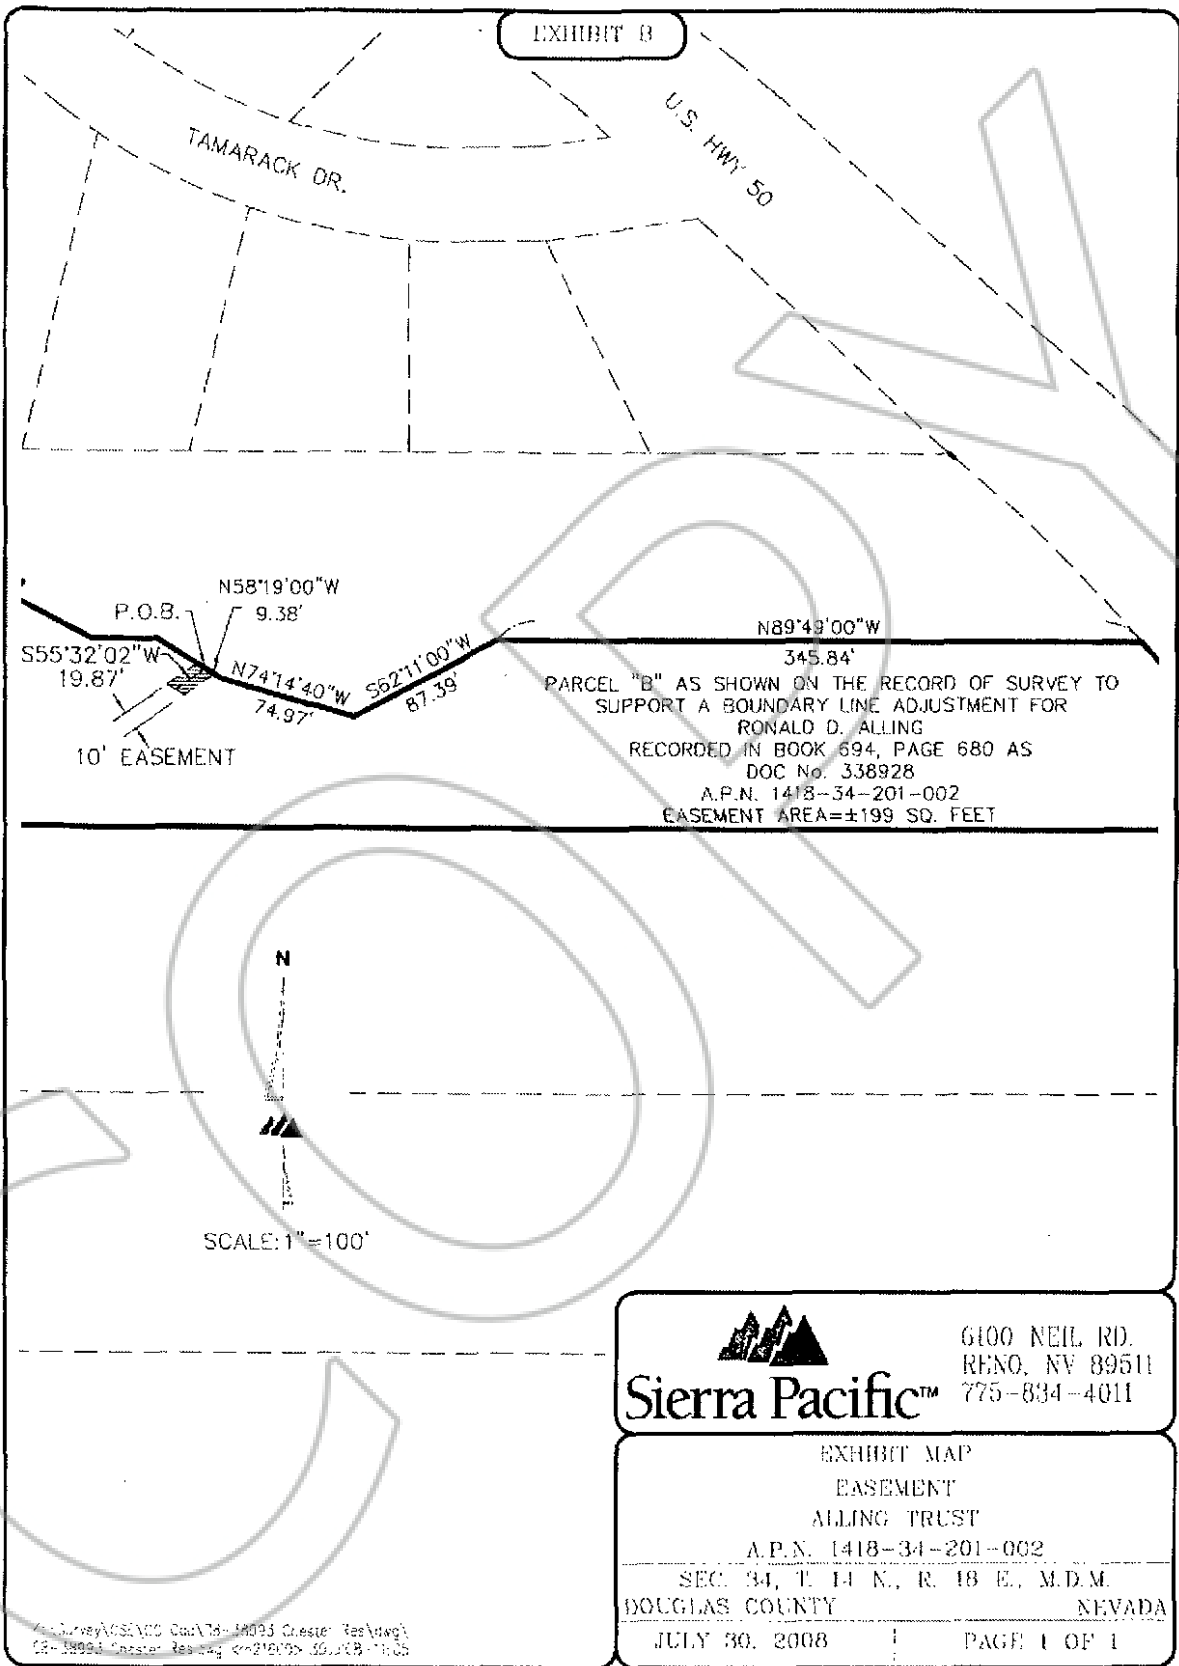 EXHIBIT B
TAMARACK DR.
U.S. HWY 50
N58°19'00"W
9.38'
P.O.B.
S55°32'02"W
19.87'
N74°14'40"W
74.97'
S62°11'00"W
87.39'
10' EASEMENT
N89°49'00"W
345.84'
PARCEL "B" AS SHOWN ON THE RECORD OF SURVEY TO
SUPPORT A BOUNDARY LINE ADJUSTMENT FOR
RONALD D. ALLING
RECORDED IN BOOK 694, PAGE 680 AS
DOC No. 338928
A.P.N. 1418-34-201-002
EASEMENT AREA=±199 SQ. FEET
N
SCALE: 1"=100'
COPY
Sierra Pacific™
6100 NEIL RD.
RENO, NV 89511
775-834-4011
EXHIBIT MAP
EASEMENT
ALLING TRUST
A.P.N. 1418-34-201-002
SEC. 34, T. 14 N., R. 18 E., M.D.M.
DOUGLAS COUNTY NEVADA
JULY 30, 2008 PAGE 1 OF 1